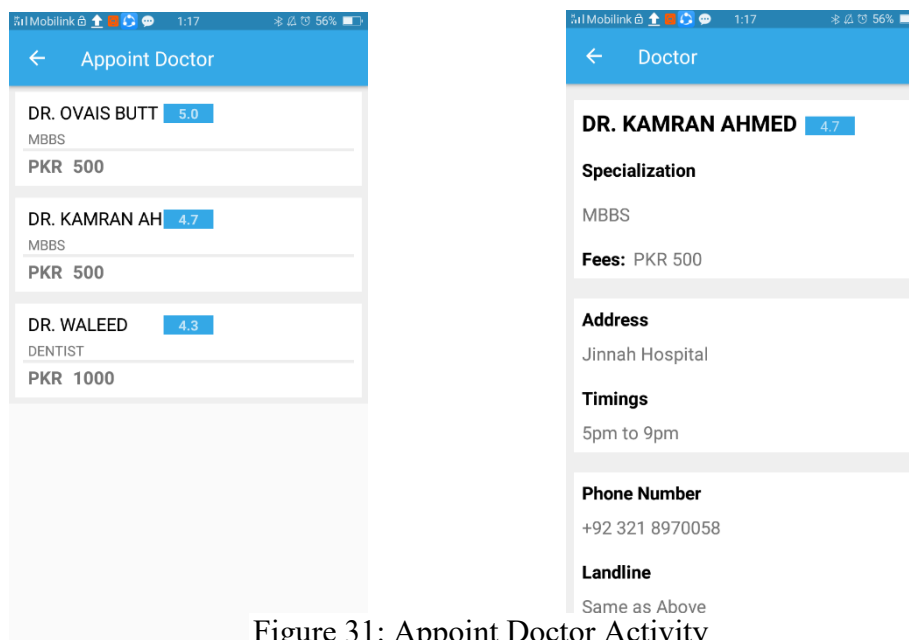 Mobilink 1:17 56%
Appoint Doctor
DR. OVAIS BUTT 5.0
MBBS
PKR 500
DR. KAMRAN AH 4.7
MBBS
PKR 500
DR. WALEED 4.3
DENTIST
PKR 1000
Mobilink 1:17 56%
Doctor
DR. KAMRAN AHMED 4.7
Specialization
MBBS
Fees: PKR 500
Address
Jinnah Hospital
Timings
5pm to 9pm
Phone Number
+92 321 8970058
Landline
Same as Above
Figure 31: Appoint Doctor Activity